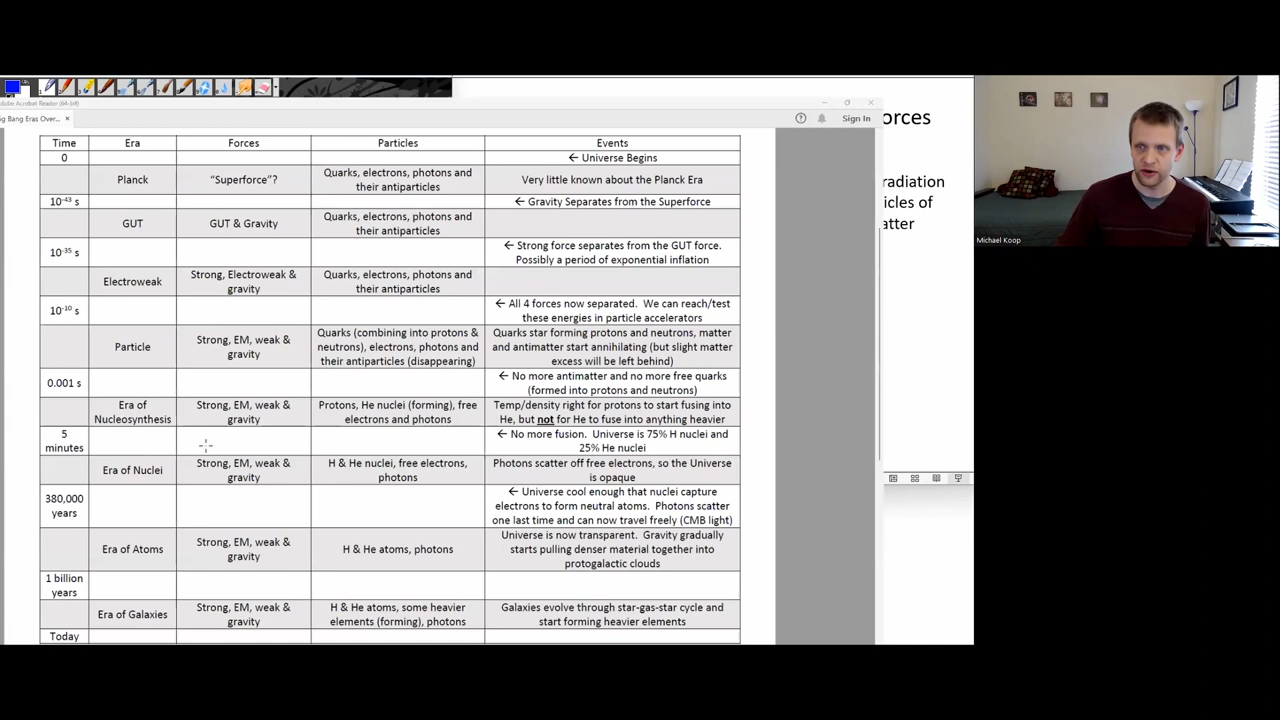 Adobe Acrobat Reader (64-bit)
Bang Eras Over...
Sign In
Time Era Forces Particles Events
0 ← Universe Begins
Planck "Superforce"? Quarks, electrons, photons and
their antiparticles Very little known about the Planck Era
10-43 s ← Gravity Separates from the Superforce
GUT GUT & Gravity Quarks, electrons, photons and
their antiparticles
10-35 s ← Strong force separates from the GUT force.
Possibly a period of exponential inflation
Electroweak Strong, Electroweak &
gravity Quarks, electrons, photons and
their antiparticles
10-10 s ← All 4 forces now separated. We can reach/test
these energies in particle accelerators
Particle Strong, EM, weak &
gravity Quarks (combining into protons &
neutrons), electrons, photons and
their antiparticles (disappearing) Quarks star forming protons and neutrons, matter
and antimatter start annihilating (but slight matter
excess will be left behind)
0.001 s ← No more antimatter and no more free quarks
(formed into protons and neutrons)
Era of
Nucleosynthesis Strong, EM, weak &
gravity Protons, He nuclei (forming), free
electrons and photons Temp/density right for protons to start fusing into
He, but not for He to fuse into anything heavier
5
minutes ← No more fusion. Universe is 75% H nuclei and
25% He nuclei
Era of Nuclei Strong, EM, weak &
gravity H & He nuclei, free electrons,
photons Photons scatter off free electrons, so the Universe
is opaque
380,000
years ← Universe cool enough that nuclei capture
electrons to form neutral atoms. Photons scatter
one last time and can now travel freely (CMB light)
Era of Atoms Strong, EM, weak &
gravity H & He atoms, photons Universe is now transparent. Gravity gradually
starts pulling denser material together into
protogalactic clouds
1 billion
years
Era of Galaxies Strong, EM, weak &
gravity H & He atoms, some heavier
elements (forming), photons Galaxies evolve through star-gas-star cycle and
start forming heavier elements
Today
orces
radiation
icles of
atter
Michael Koop